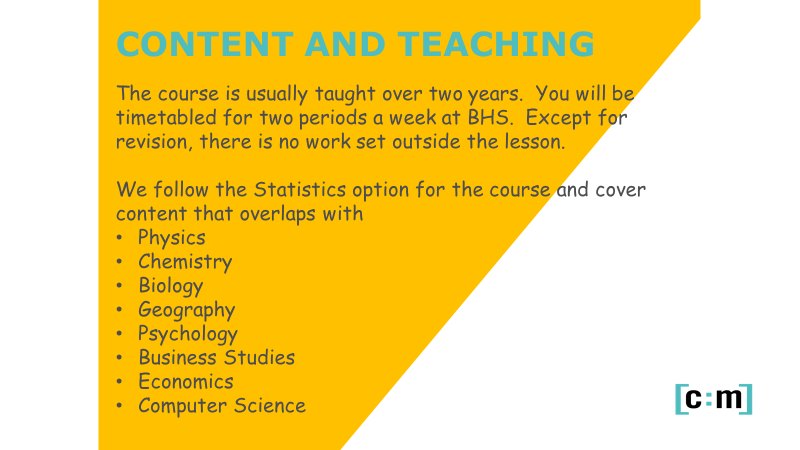 CONTENT AND TEACHING
The course is usually taught over two years.  You will be
timetabled for two periods a week at BHS.  Except for
revision, there is no work set outside the lesson.
We follow the Statistics option for the course and cover
content that overlaps with
• Physics
• Chemistry
• Biology
• Geography
• Psychology
• Business Studies
• Economics
• Computer Science
[c:m]